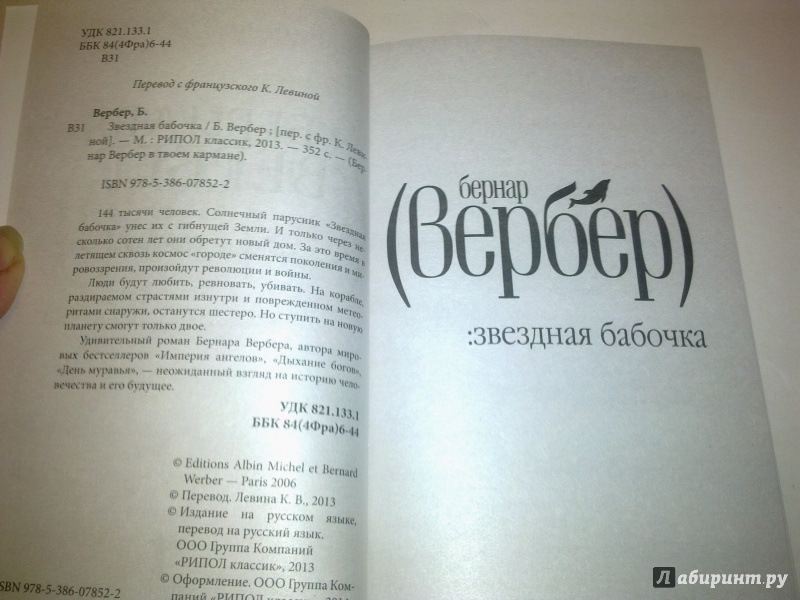 УДК 821.133.1
ББК 84(4Фра)6-44
В31
Перевод с французского К. Левиной
Вербер, Б.
В31 Звездная бабочка / Б. Вербер ; [пер. с фр. К. Леви-
ной]. — М. : РИПОЛ классик, 2013. — 352 с. — (Бер-
нар Вербер в твоем кармане).
ISBN 978-5-386-07852-2
144 тысячи человек. Солнечный парусник «Звездная
бабочка» унес их с гибнущей Земли. И только через не-
сколько сотен лет они обретут новый дом. За это время в
летящем сквозь космос «городе» сменятся поколения и ми-
ровоззрения, произойдут революции и войны.
Люди будут любить, ревновать, убивать. На корабле,
раздираемом страстями изнутри и поврежденном метео-
ритами снаружи, останутся шестеро. Но ступить на новую
планету смогут только двое.
Удивительный роман Бернара Вербера, автора миро-
вых бестселлеров «Империя ангелов», «Дыхание богов»,
«День муравья», — неожиданный взгляд на историю чело-
вечества и его будущее.
УДК 821.133.1
ББК 84(4Фра)6-44
© Editions Albin Michel et Bernard
Werber — Paris 2006
© Перевод. Левина К. В., 2013
© Издание на русском языке,
перевод на русский язык.
ООО Группа Компаний
«РИПОЛ классик», 2013
© Оформление. ООО Группа Ком-
паний «РИПОЛ
ISBN 978-5-386-07852-2
бернар
(Вербер)
:звездная бабочка
Лабиринт.ру